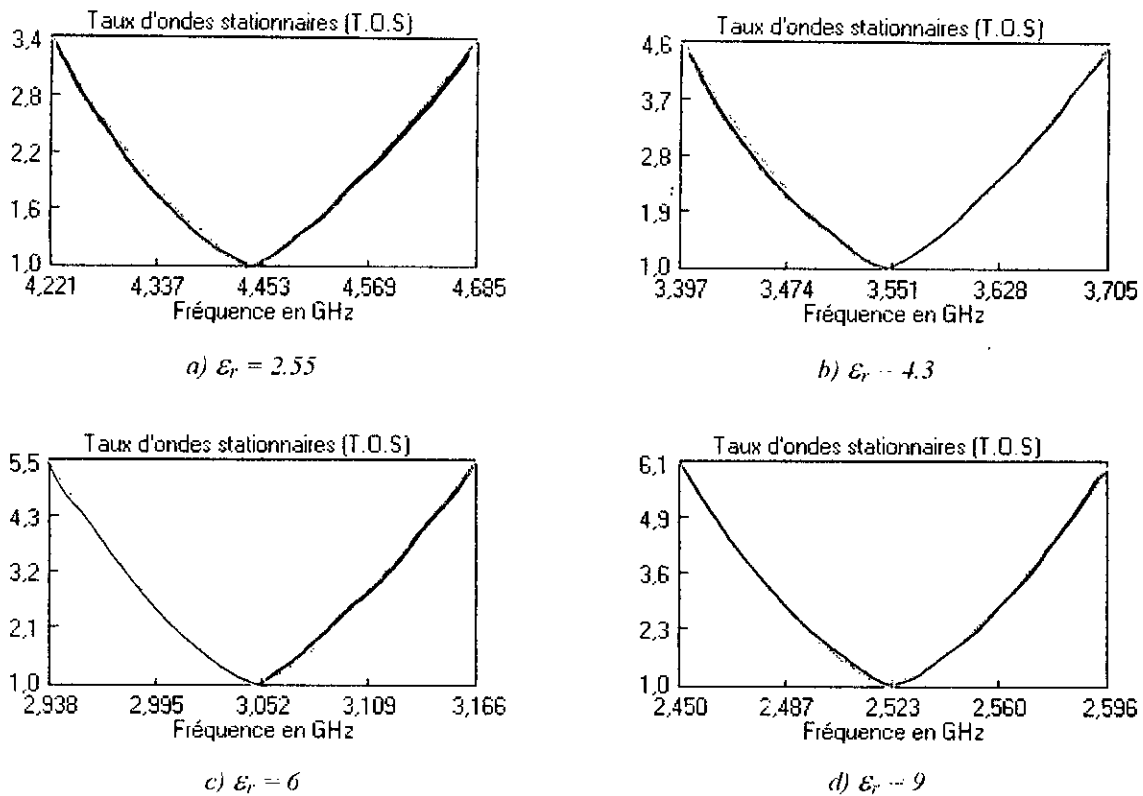 Taux d'ondes stationnaires (T.O.S)
3,4
2,8
2,2
1,6
1,0
4,221 4,337 4,453 4,569 4,685
Fréquence en GHz
a) εr = 2.55
Taux d'ondes stationnaires (T.O.S)
4,6
3,7
2,8
1,9
1,0
3,397 3,474 3,551 3,628 3,705
Fréquence en GHz
b) εr = 4.3
Taux d'ondes stationnaires (T.O.S)
5,5
4,3
3,2
2,1
1,0
2,938 2,995 3,052 3,109 3,166
Fréquence en GHz
c) εr = 6
Taux d'ondes stationnaires (T.O.S)
6,1
4,9
3,6
2,3
1,0
2,450 2,487 2,523 2,560 2,596
Fréquence en GHz
d) εr = 9